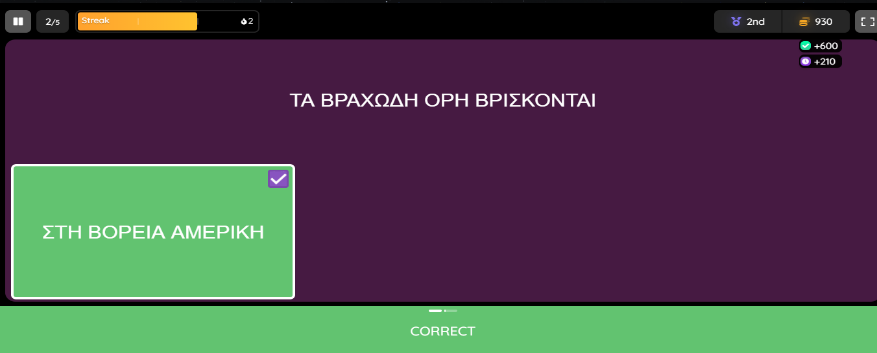 2/5
Streak
2
2nd
930
+600
+210
ΤΑ ΒΡΑΧΩΔΗ ΟΡΗ ΒΡΙΣΚΟΝΤΑΙ
ΣΤΗ ΒΟΡΕΙΑ ΑΜΕΡΙΚΗ
CORRECT